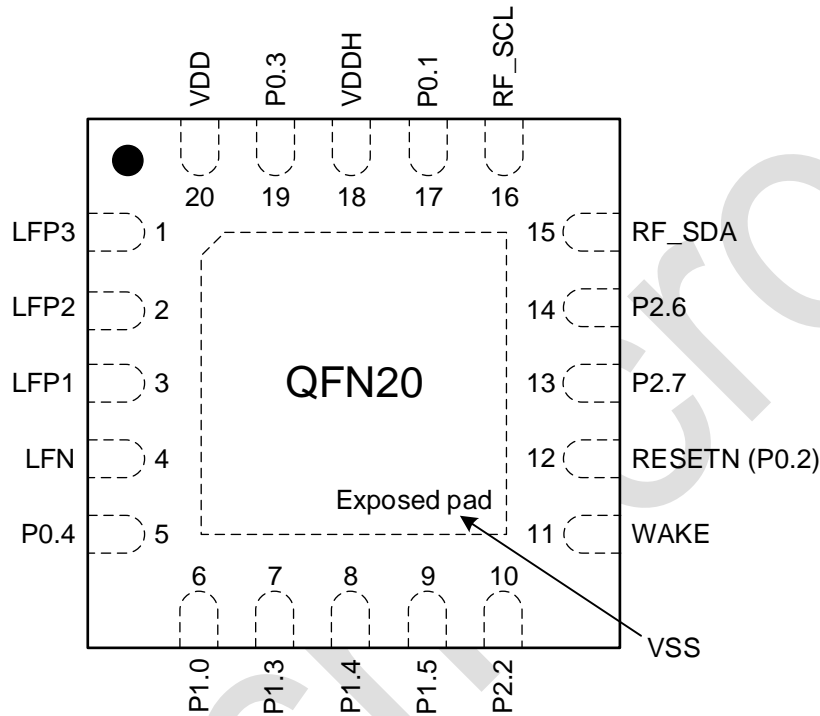 VDD
P0.3
VDDH
P0.1
RF_SCL
20
19
18
17
16
LFP3 1
15 RF_SDA
LFP2 2
14 P2.6
LFP1 3
QFN20
13 P2.7
LFN 4
12 RESETN (P0.2)
Exposed pad
P0.4 5
11 WAKE
6
7
8
9
10
VSS
P1.0
P1.3
P1.4
P1.5
P2.2